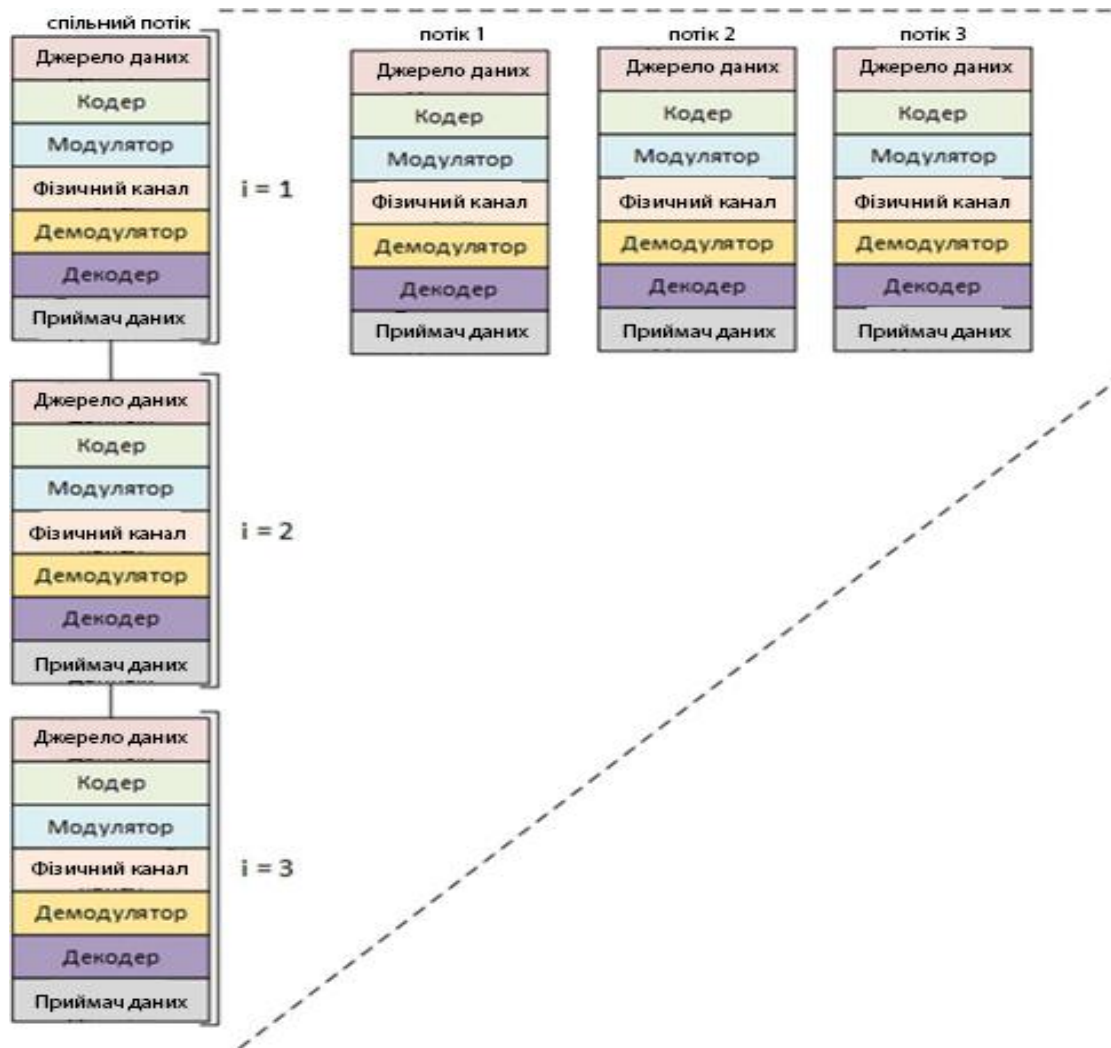 спільний потік
Джерело даних
Кодер
Модулятор
Фізичний канал
Демодулятор
Декодер
Приймач даних
i = 1
потік 1
Джерело даних
Кодер
Модулятор
Фізичний канал
Демодулятор
Декодер
Приймач даних
потік 2
Джерело даних
Кодер
Модулятор
Фізичний канал
Демодулятор
Декодер
Приймач даних
потік 3
Джерело даних
Кодер
Модулятор
Фізичний канал
Демодулятор
Декодер
Приймач даних
Джерело даних
Кодер
Модулятор
Фізичний канал
Демодулятор
Декодер
Приймач даних
i = 2
Джерело даних
Кодер
Модулятор
Фізичний канал
Демодулятор
Декодер
Приймач даних
i = 3